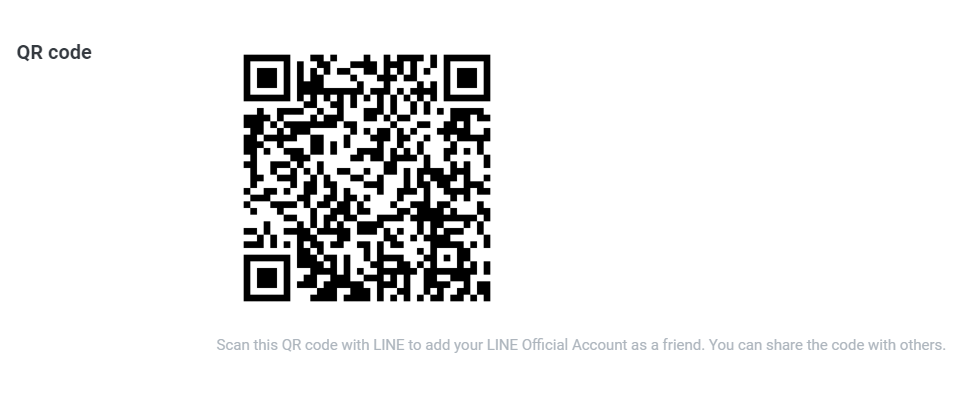 QR code
Scan this QR code with LINE to add your LINE Official Account as a friend. You can share the code with others.